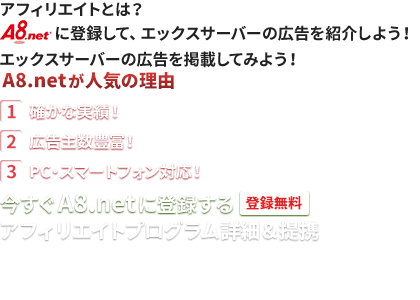 アフィリエイトとは？
A8.netに登録して、エックスサーバーの広告を紹介しよう！
エックスサーバーの広告を掲載してみよう！
A8.netが人気の理由
1 確かな実績！
2 広告主数豊富！
3 PC・スマートフォン対応！
今すぐA8.netに登録する 登録無料
アフィリエイトプログラム詳細＆提携